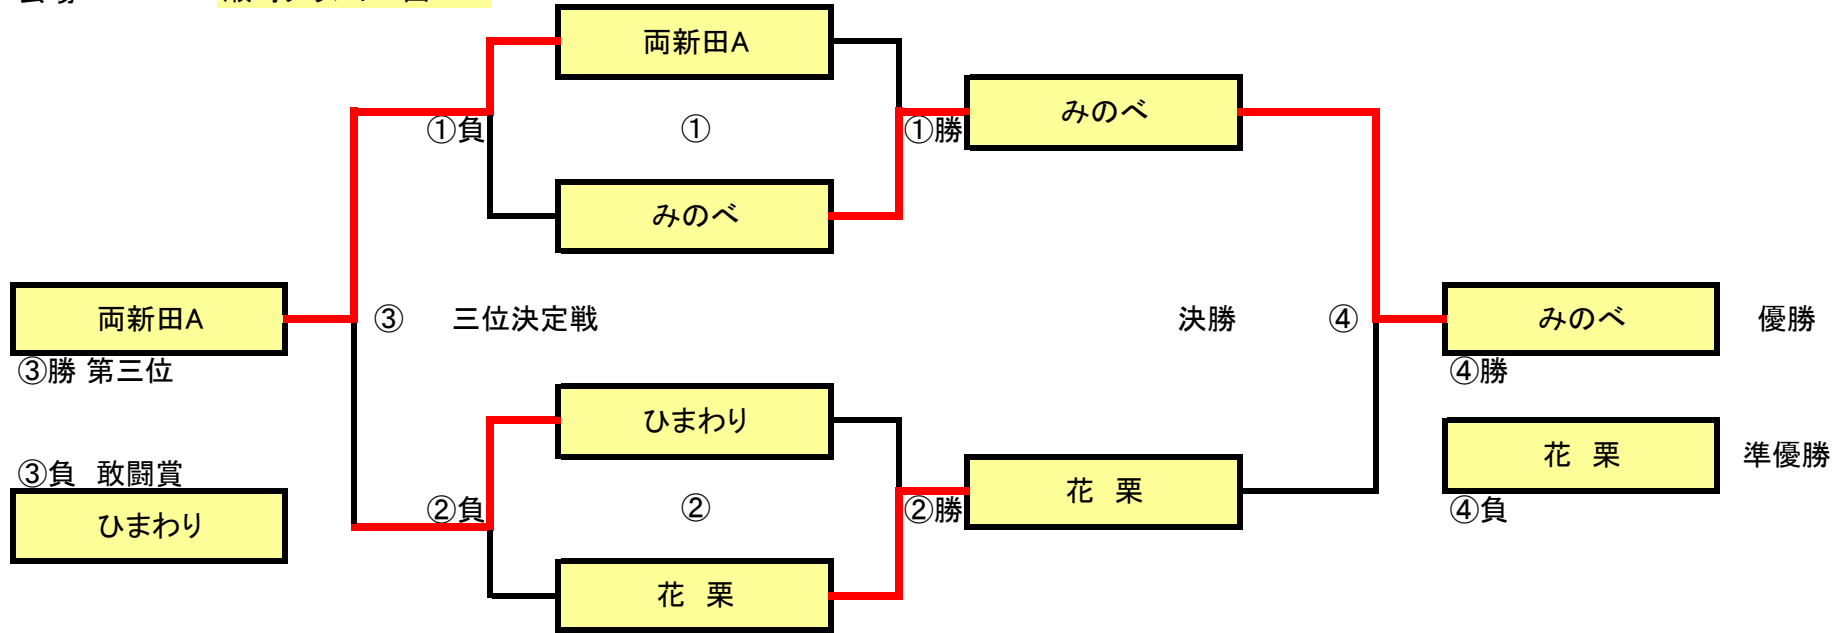 両新田A
みのべ
①負
①
①勝
みのべ
両新田A
③
三位決定戦
決勝
④
みのべ
優勝
③勝 第三位
④勝
ひまわり
花 栗
準優勝
③負 敢闘賞
花 栗
②負
②
②勝
④負
ひまわり
花 栗